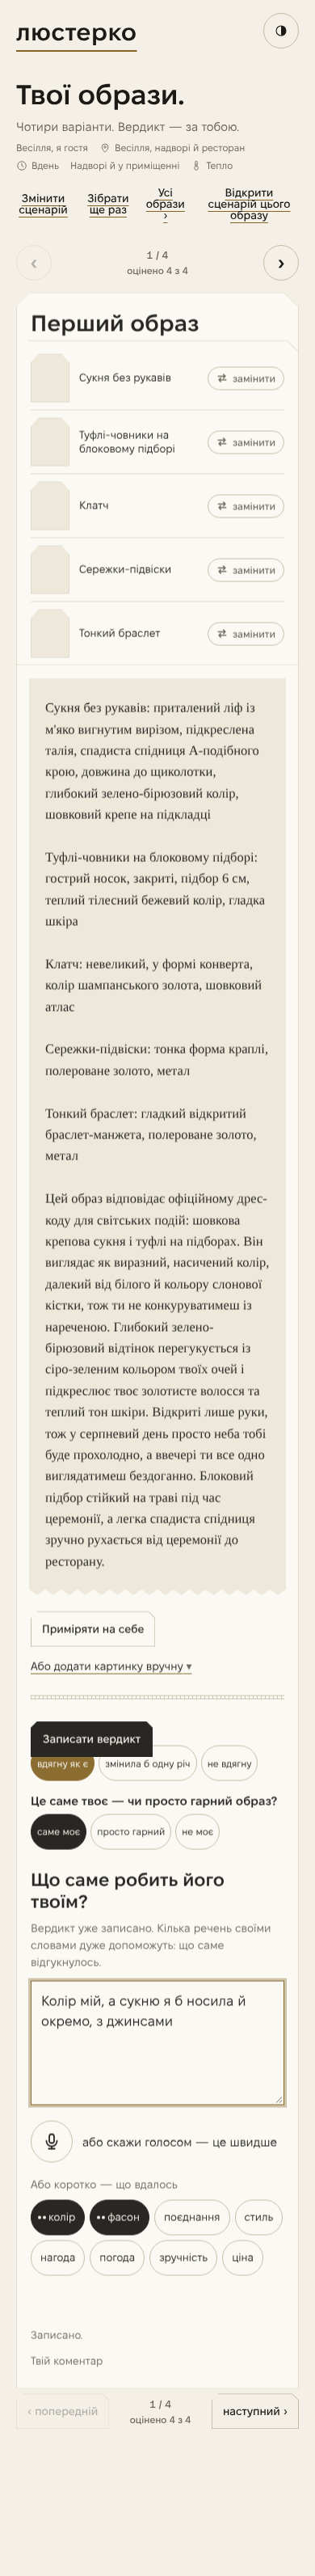 люстерко
Твої образи.
Чотири варіанти. Вердикт — за тобою.
Весілля, я гостя Весілля, надворі й ресторан
Вдень Надворі й у приміщенні Тепло
Змінити
сценарій
Зібрати
ще раз
Усі
образи
›
Відкрити
сценарій цього
образу
‹
1 / 4
оцінено 4 з 4
›
Перший образ
Сукня без рукавів
⇄ замінити
Туфлі-човники на
блоковому підборі
⇄ замінити
Клатч
⇄ замінити
Сережки-підвіски
⇄ замінити
Тонкий браслет
⇄ замінити
Сукня без рукавів: приталений ліф із
м'яко вигнутим вирізом, підкреслена
талія, спадиста спідниця А-подібного
крою, довжина до щиколотки,
глибокий зелено-бірюзовий колір,
шовковий крепе на підкладці
Туфлі-човники на блоковому підборі:
гострий носок, закриті, підбор 6 см,
теплий тілесний бежевий колір, гладка
шкіра
Клатч: невеликий, у формі конверта,
колір шампанського золота, шовковий
атлас
Сережки-підвіски: тонка форма краплі,
полероване золото, метал
Тонкий браслет: гладкий відкритий
браслет-манжета, полероване золото,
метал
Цей образ відповідає офіційному дрес-
коду для світських подій: шовкова
крепова сукня і туфлі на підборах. Він
виглядає як виразний, насичений колір,
далекий від білого й кольору слонової
кістки, тож ти не конкуруватимеш із
нареченою. Глибокий зелено-
бірюзовий відтінок перегукується із
сіро-зеленим кольором твоїх очей і
підкреслює твоє золотисте волосся та
теплий тон шкіри. Відкриті лише руки,
тож у серпневий день просто неба тобі
буде прохолодно, а ввечері ти все одно
виглядатимеш бездоганно. Блоковий
підбор стійкий на траві під час
церемонії, а легка спадиста спідниця
зручно рухається від церемонії до
ресторану.
Приміряти на себе
Або додати картинку вручну ▾
Записати вердикт
вдягну як є
змінила б одну річ
не вдягну
Це саме твоє — чи просто гарний образ?
саме моє
просто гарний
не моє
Що саме робить його
твоїм?
Вердикт уже записано. Кілька речень своїми
словами дуже допоможуть: що саме
відгукнулось.
Колір мій, а сукню я б носила й
окремо, з джинсами
або скажи голосом — це швидше
Або коротко — що вдалось
колір
фасон
поєднання
стиль
нагода
погода
зручність
ціна
Записано.
Твій коментар
‹ попередній
1 / 4
оцінено 4 з 4
наступний ›